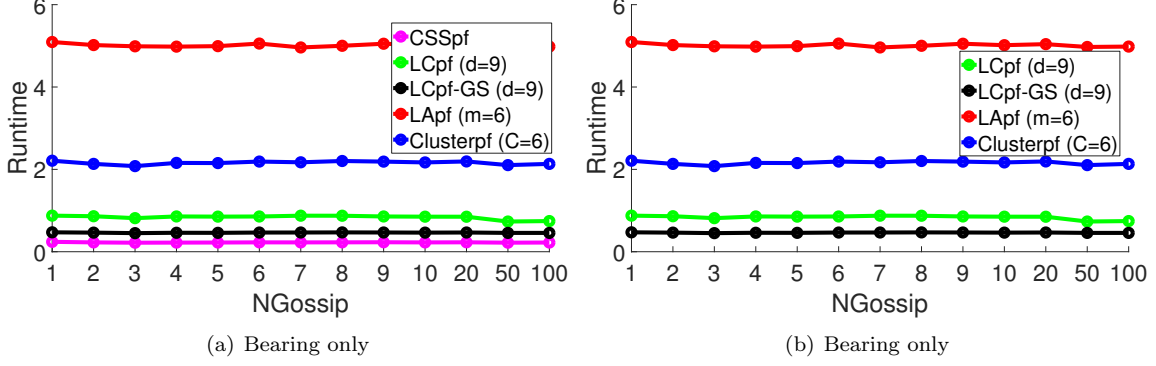 6
4
2
0
Runtime
CSSpf
LCpf (d=9)
LCpf-GS (d=9)
LApf (m=6)
Clusterpf (C=6)
1 2 3 4 5 6 7 8 9 10 20 50 100
NGossip
(a) Bearing only
6
4
2
0
Runtime
LCpf (d=9)
LCpf-GS (d=9)
LApf (m=6)
Clusterpf (C=6)
1 2 3 4 5 6 7 8 9 10 20 50 100
NGossip
(b) Bearing only